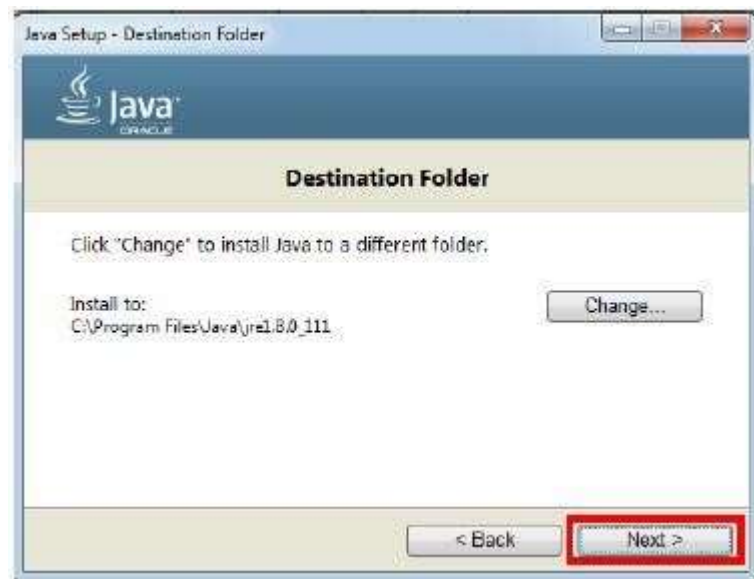 Java Setup - Destination Folder
Java
ORACLE
Destination Folder
Click "Change" to install Java to a different folder.
Install to:
Change...
C:\Program Files\Java\jre1.8.0_111
< Back
Next >